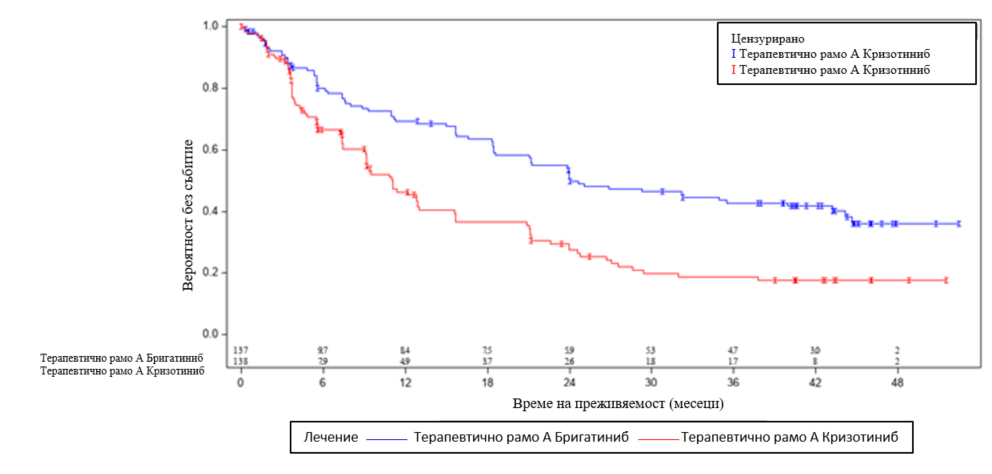 Цензурирано
I Терапевтично рамо А Кризотиниб
I Терапевтично рамо А Кризотиниб
Вероятност без събитие
1.0
0.8
0.6
0.4
0.2
0.0
Терапевтично рамо А Бригатиниб 137 97 84 75 59 53 47 30 2
Терапевтично рамо А Кризотиниб 138 79 49 37 26 18 17 8 2
0 6 12 18 24 30 36 42 48
Време на преживяемост (месеци)
Лечение Терапевтично рамо А Бригатиниб Терапевтично рамо А Кризотиниб